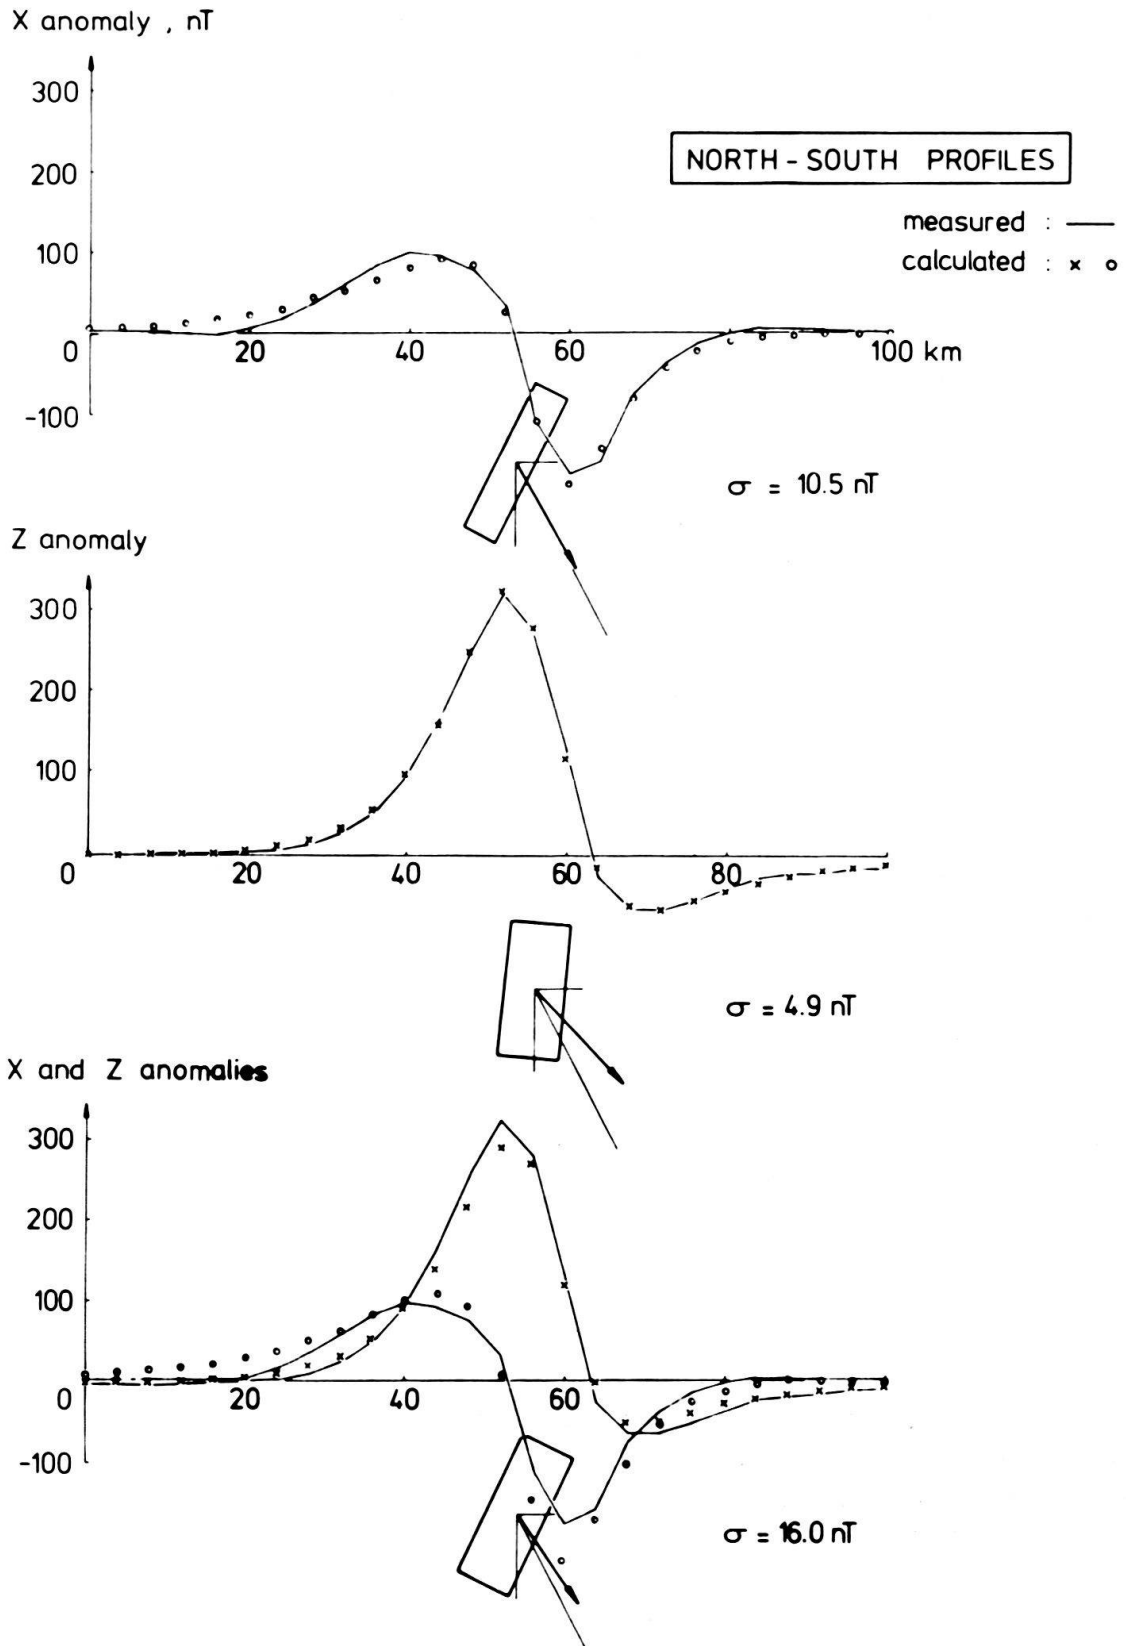 X anomaly , nT
300
200
100
0
-100
20
40
60
100 km
NORTH - SOUTH PROFILES
measured : —
calculated : x o
σ = 10.5 nT
Z anomaly
300
200
100
0
20
40
60
80
σ = 4.9 nT
X and Z anomalies
300
200
100
0
-100
20
40
60
80
σ = 16.0 nT